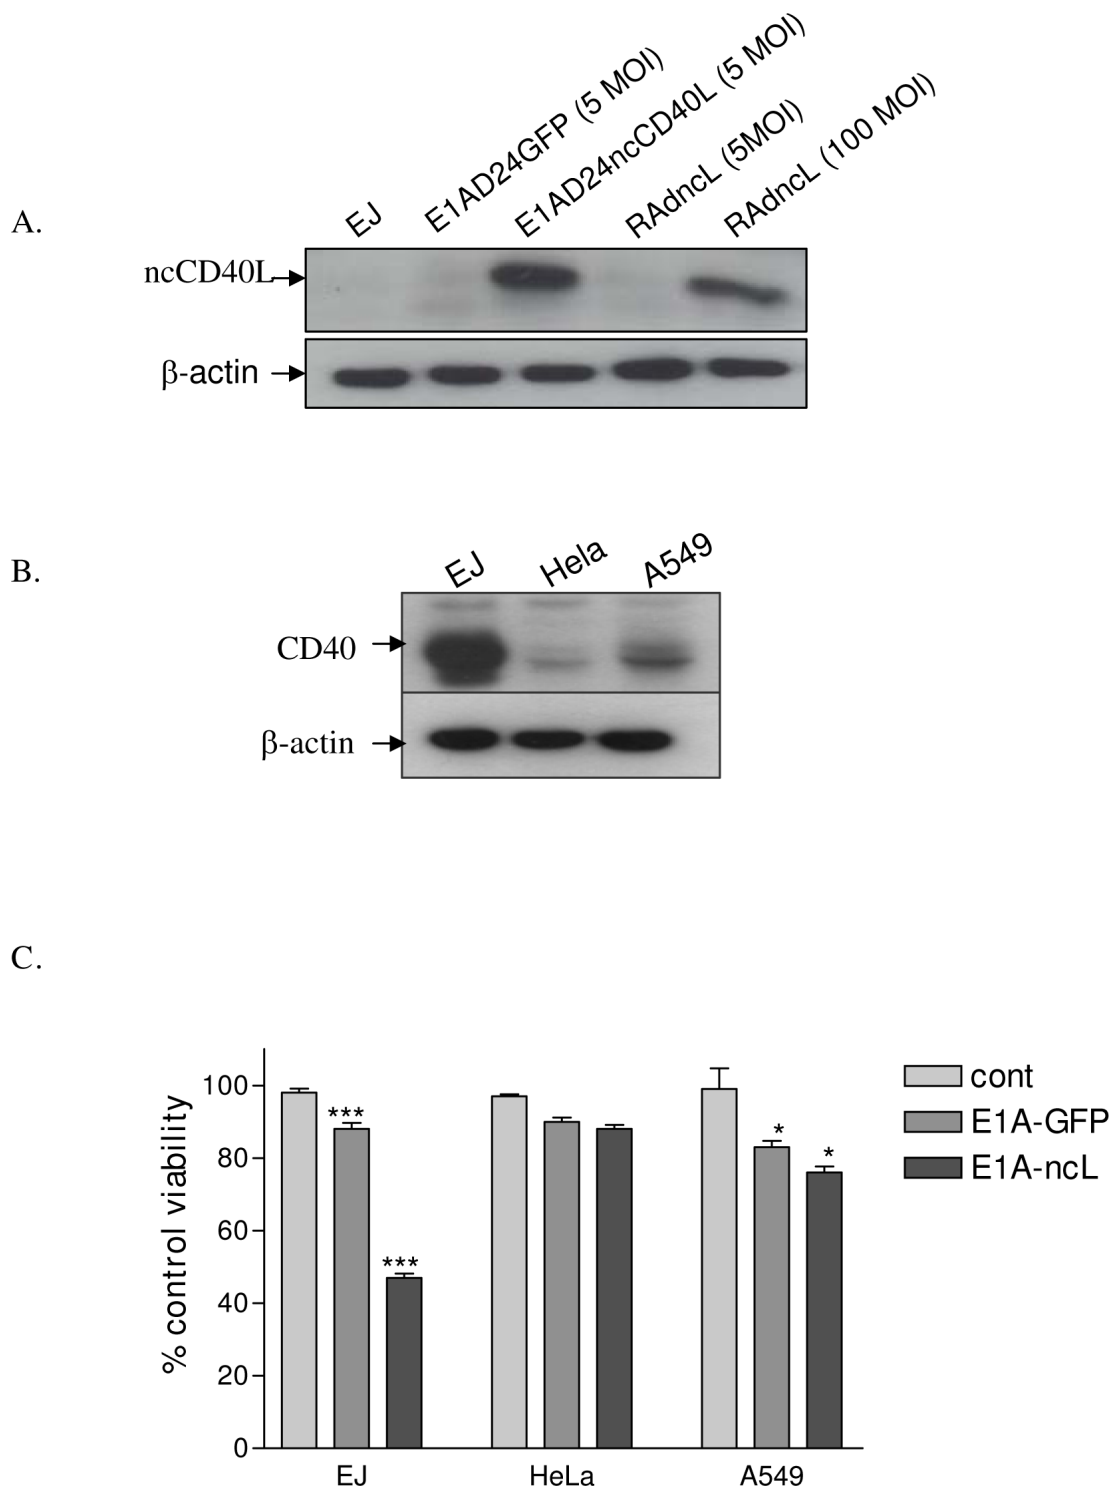 A.
EJ
E1AD24GFP (5 MOI)
E1AD24ncCD40L (5 MOI)
RAdncL (5MOI)
RAdncL (100 MOI)
ncCD40L
β-actin
B.
EJ
Hela
A549
CD40
β-actin
C.
% control viability
100
80
60
40
20
0
***
***
*
*
EJ
HeLa
A549
cont
E1A-GFP
E1A-ncL